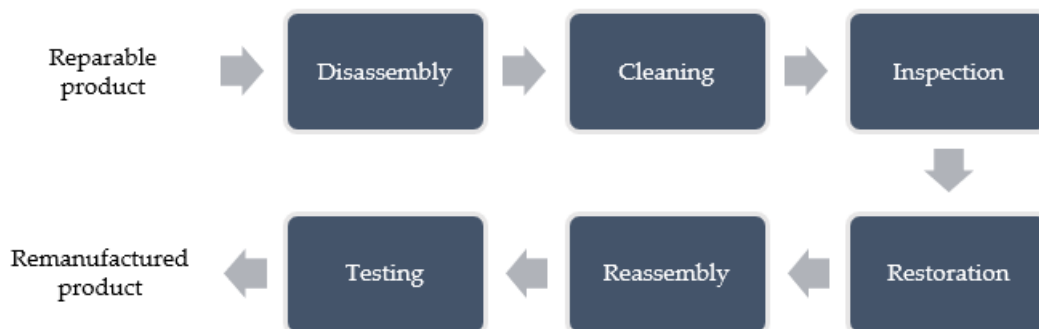 Reparable
product
Disassembly
Cleaning
Inspection
Remanufactured
product
Testing
Reassembly
Restoration